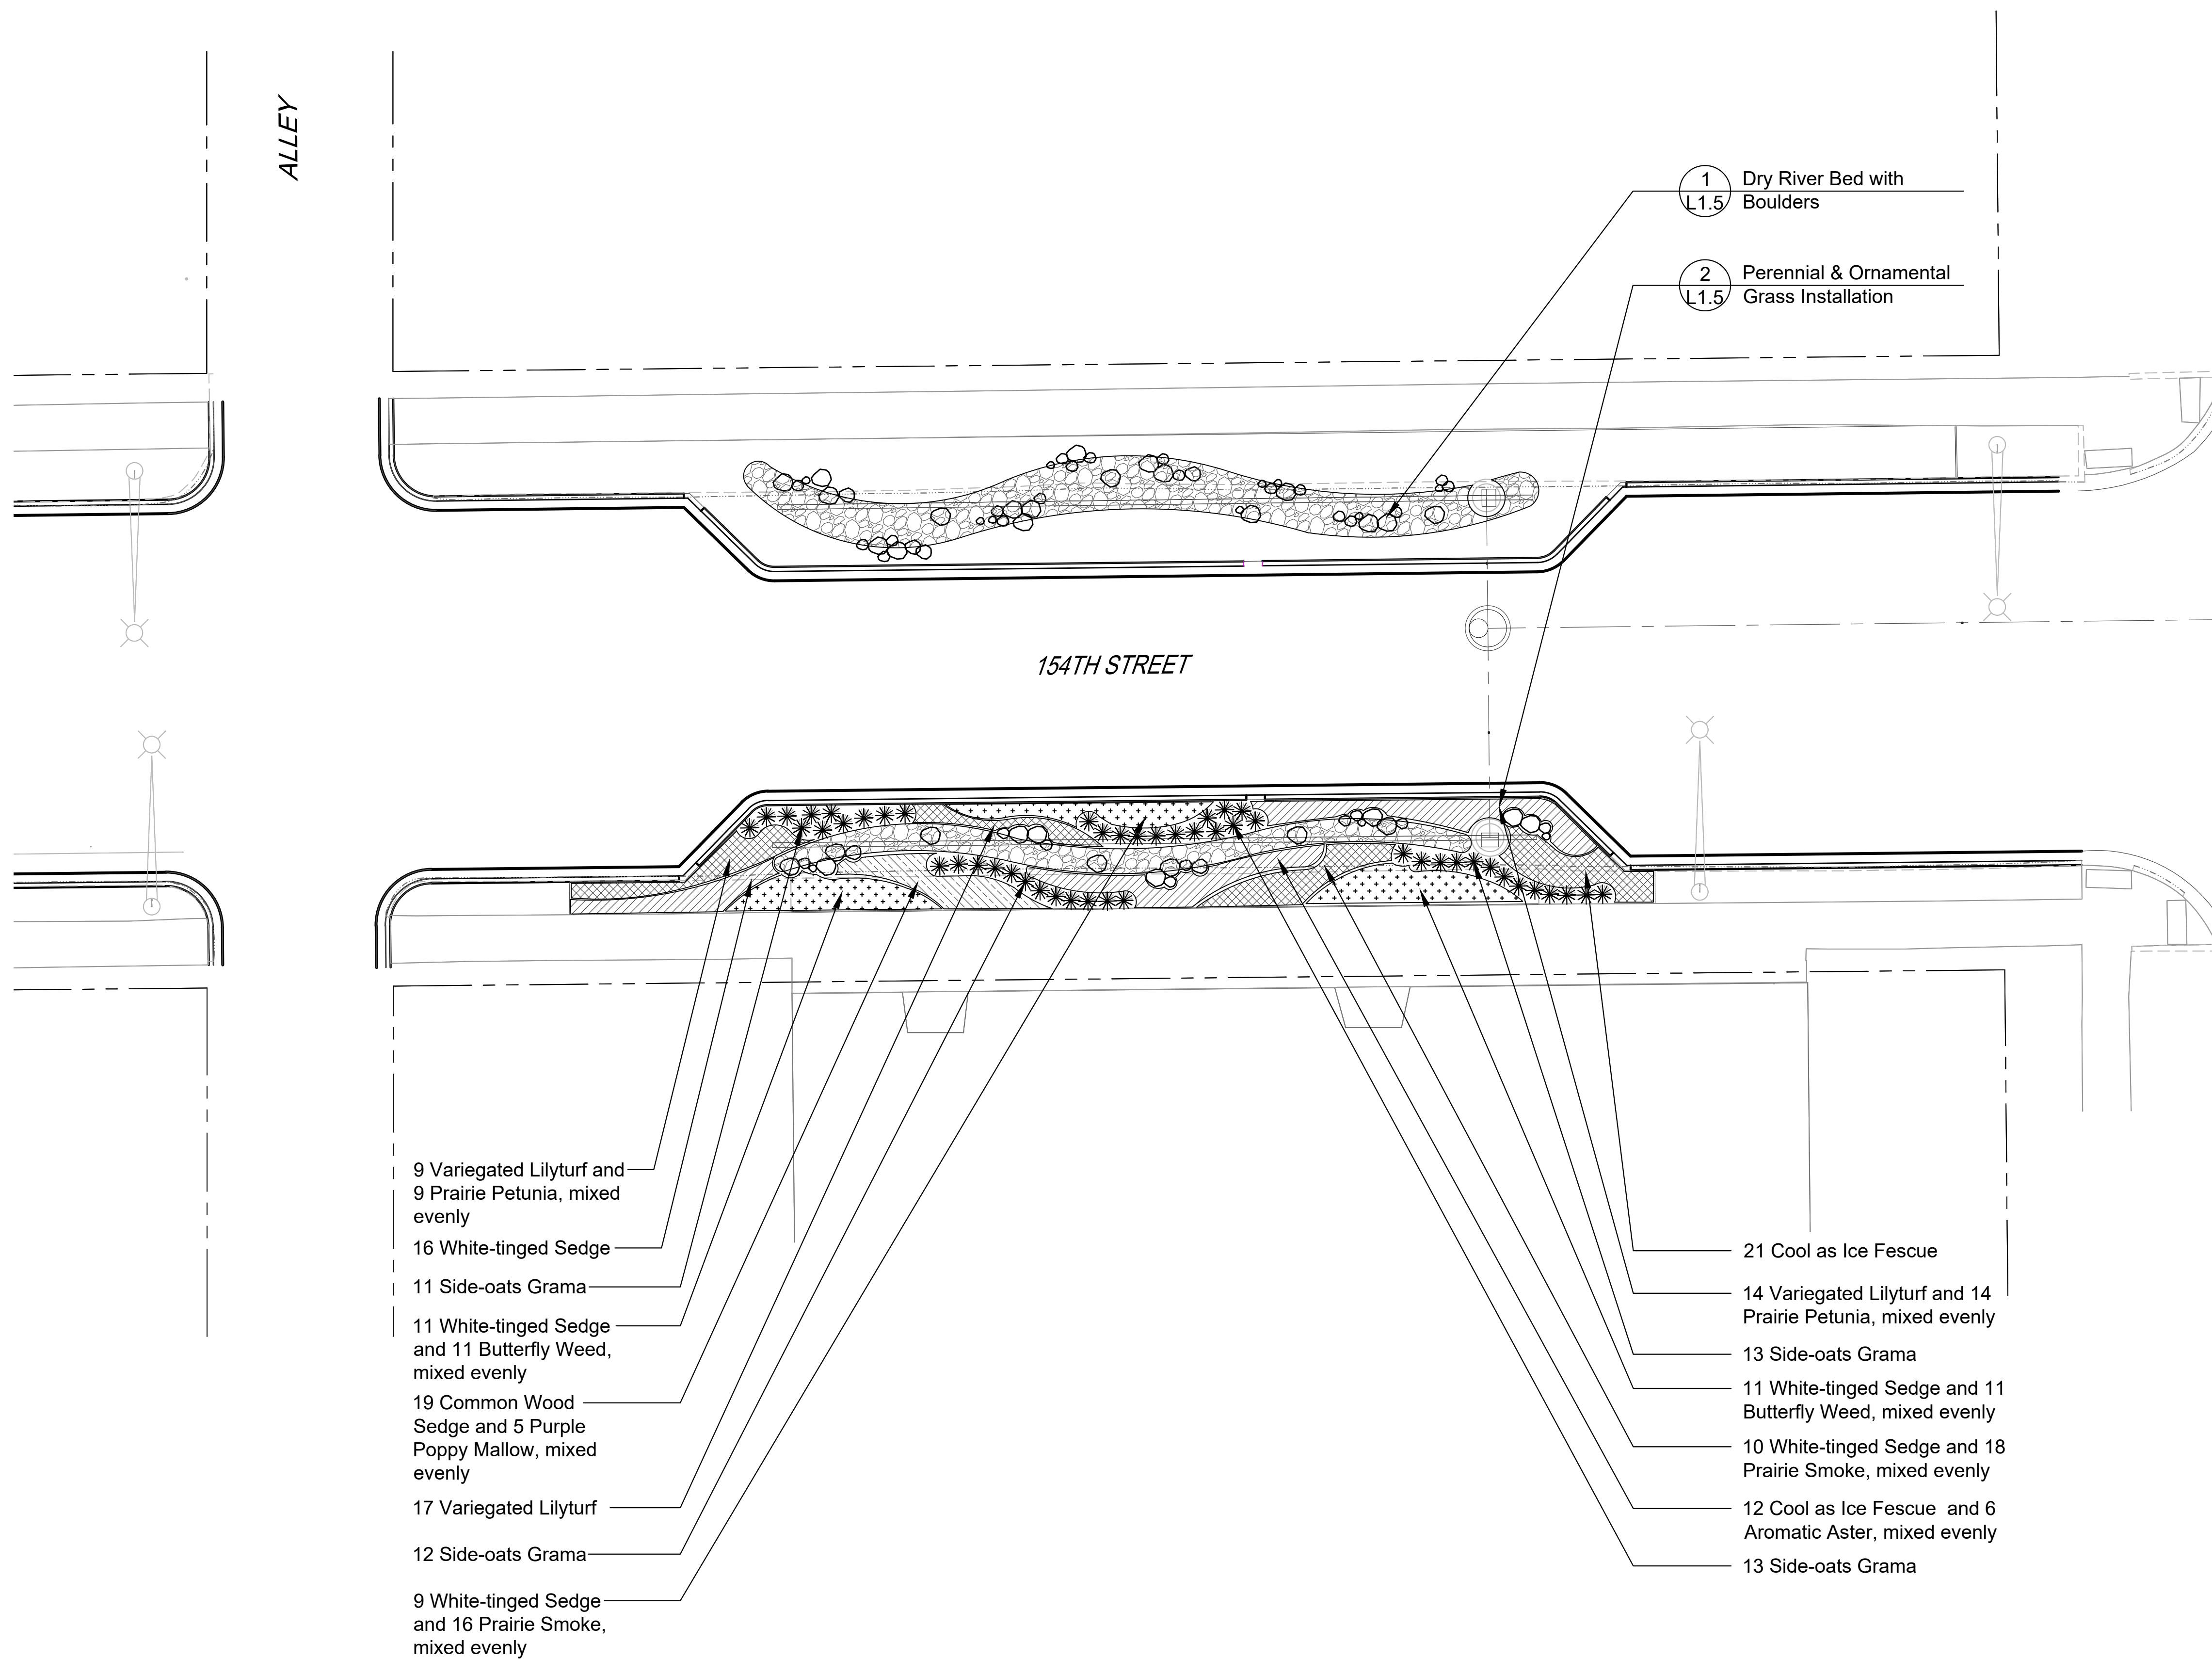 ALLEY
1
L1.5
Dry River Bed with
Boulders
2
L1.5
Perennial & Ornamental
Grass Installation
154TH STREET
9 Variegated Lilyturf and
9 Prairie Petunia, mixed
evenly
16 White-tinged Sedge
11 Side-oats Grama
11 White-tinged Sedge
and 11 Butterfly Weed,
mixed evenly
19 Common Wood
Sedge and 5 Purple
Poppy Mallow, mixed
evenly
17 Variegated Lilyturf
12 Side-oats Grama
9 White-tinged Sedge
and 16 Prairie Smoke,
mixed evenly
21 Cool as Ice Fescue
14 Variegated Lilyturf and 14
Prairie Petunia, mixed evenly
13 Side-oats Grama
11 White-tinged Sedge and 11
Butterfly Weed, mixed evenly
10 White-tinged Sedge and 18
Prairie Smoke, mixed evenly
12 Cool as Ice Fescue and 6
Aromatic Aster, mixed evenly
13 Side-oats Grama